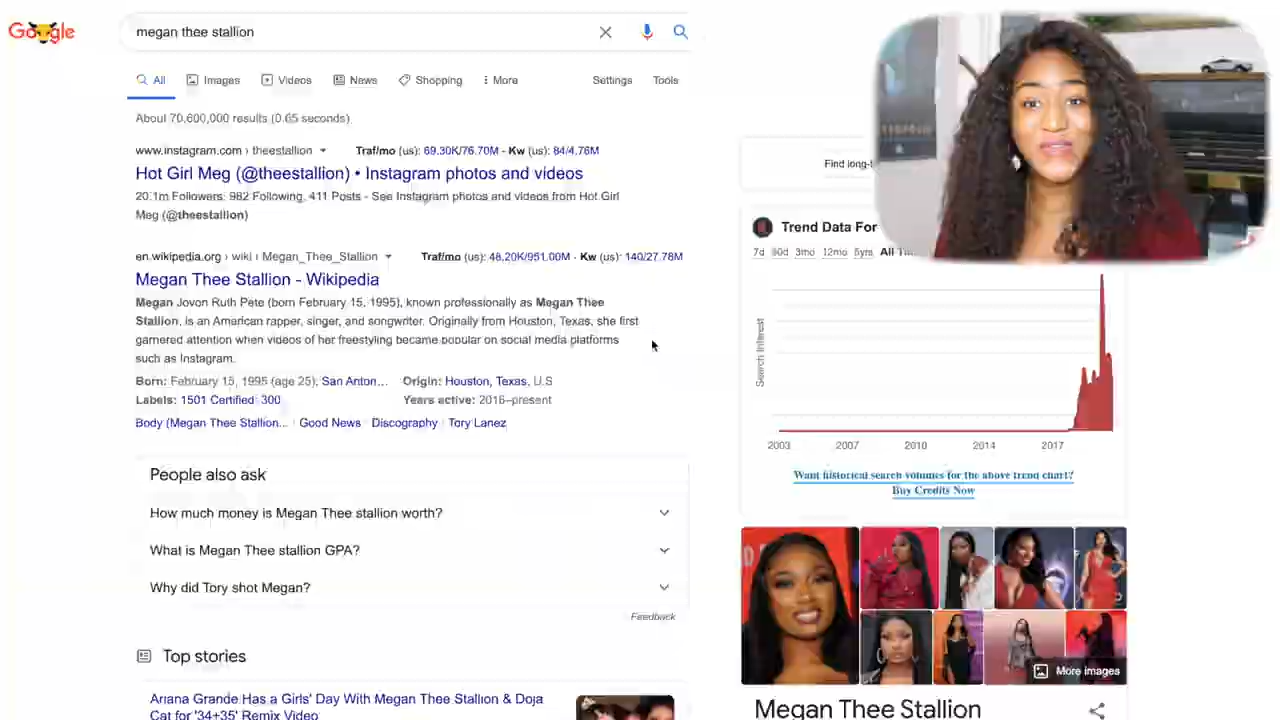 Google
megan thee stallion
All
Images
Videos
News
Shopping
More
Settings
Tools
About 70,600,000 results (0.65 seconds)
www.instagram.com › theestallion
Traf/mo (us): 69.30K/76.70M - Kw (us): 84/4.76M
Hot Girl Meg (@theestallion) • Instagram photos and videos
20.1m Followers, 982 Following, 411 Posts - See Instagram photos and videos from Hot Girl
Meg (@theestallion)
en.wikipedia.org › wiki › Megan_Thee_Stallion
Traf/mo (us): 48.20K/951.00M - Kw (us): 140/27.78M
Megan Thee Stallion - Wikipedia
Megan Jovon Ruth Pete (born February 15, 1995), known professionally as Megan Thee
Stallion, is an American rapper, singer, and songwriter. Originally from Houston, Texas, she first
garnered attention when videos of her freestyling became popular on social media platforms
such as Instagram.
Born: February 15, 1995 (age 25), San Anton...
Origin: Houston, Texas, U.S
Labels: 1501 Certified; 300
Years active: 2016–present
Body (Megan Thee Stallion... · Good News · Discography · Tory Lanez
People also ask
How much money is Megan Thee stallion worth?
What is Megan Thee stallion GPA?
Why did Tory shot Megan?
Feedback
Top stories
Ariana Grande Has a Girls' Day With Megan Thee Stallion & Doja
Cat for '34+35' Remix Video
Find long-t
Trend Data For
7d 30d 3mo 12mo 5yrs All Ti
Search Interest
2003 2007 2010 2014 2017
Want historical search volumes for the above trend chart?
Buy Credits Now
More images
Megan Thee Stallion